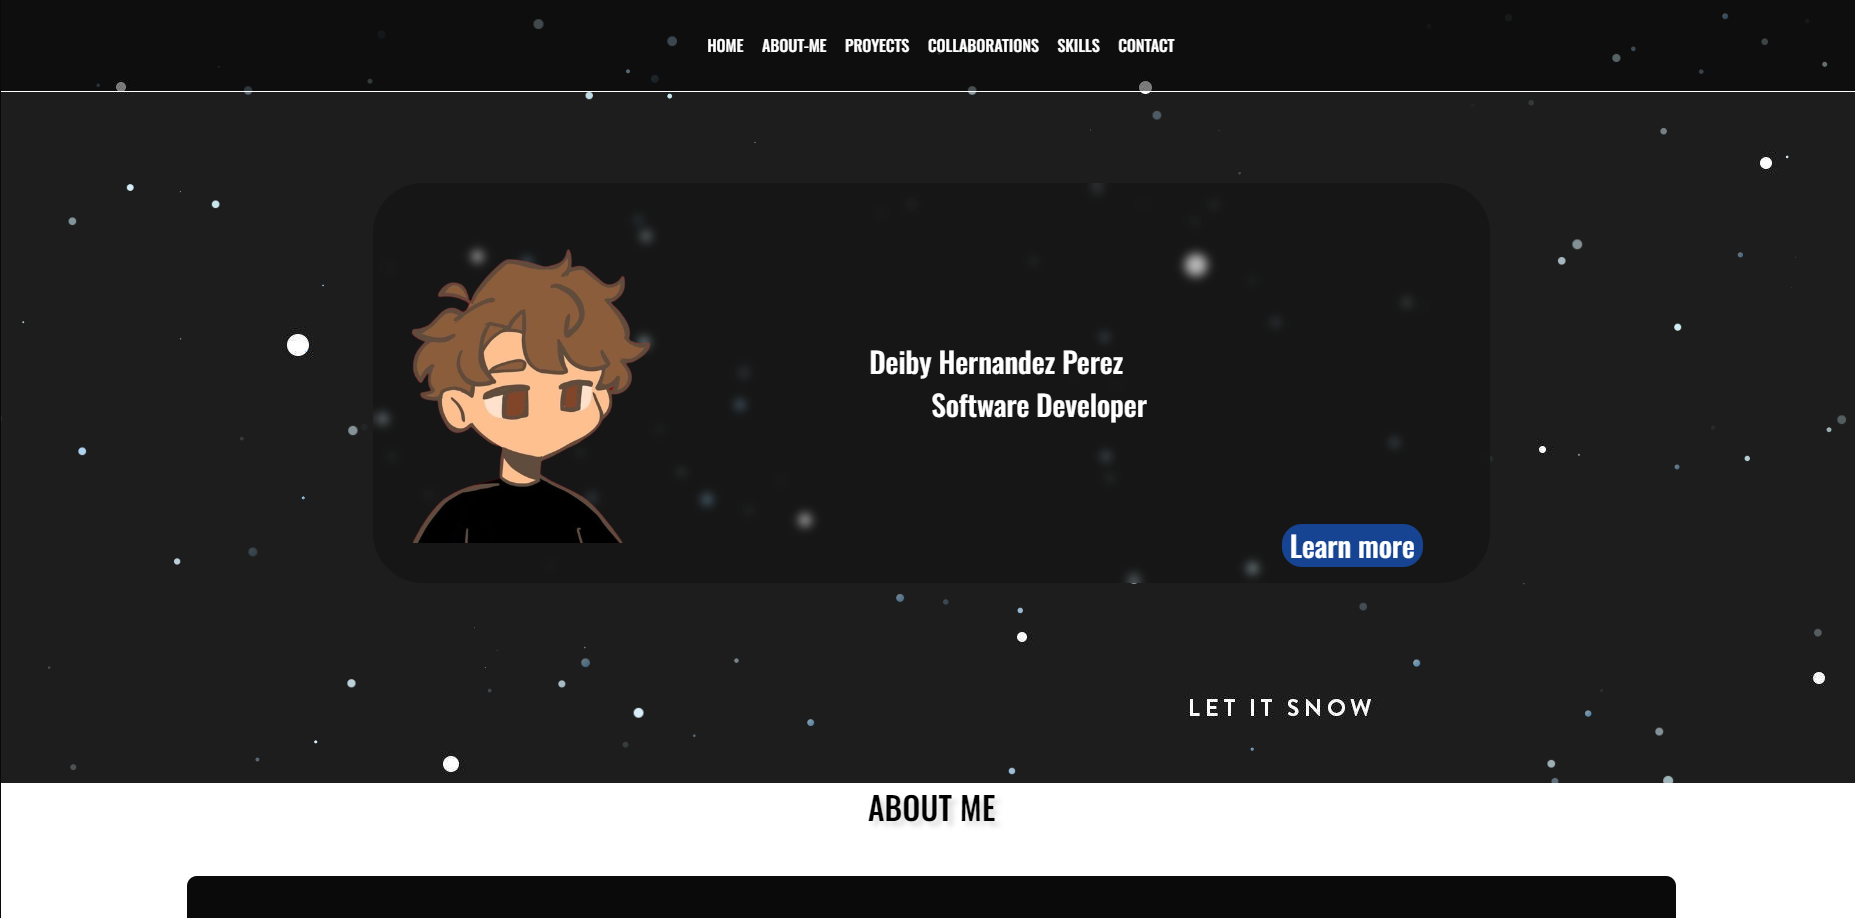 HOME ABOUT-ME PROYECTS COLLABORATIONS SKILLS CONTACT
Deiby Hernandez Perez
Software Developer
Learn more
LET IT SNOW
ABOUT ME